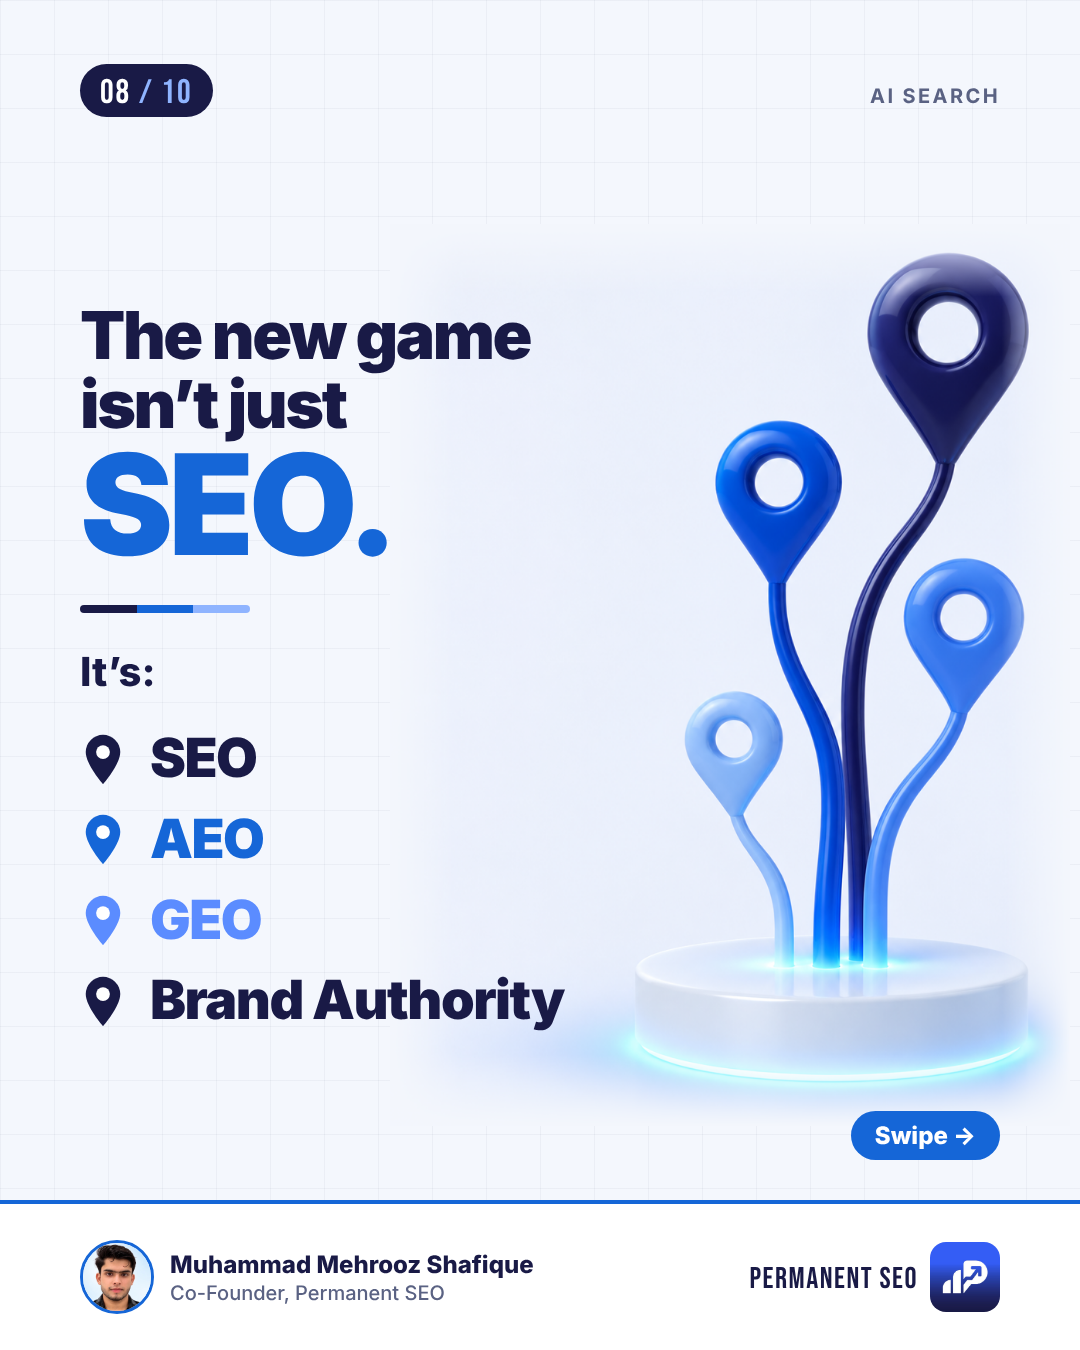 08 / 10
AI SEARCH
The new game
isn’t just
SEO.
It’s:
SEO
AEO
GEO
Brand Authority
Swipe →
Muhammad Mehrooz Shafique
Co-Founder, Permanent SEO
PERMANENT SEO